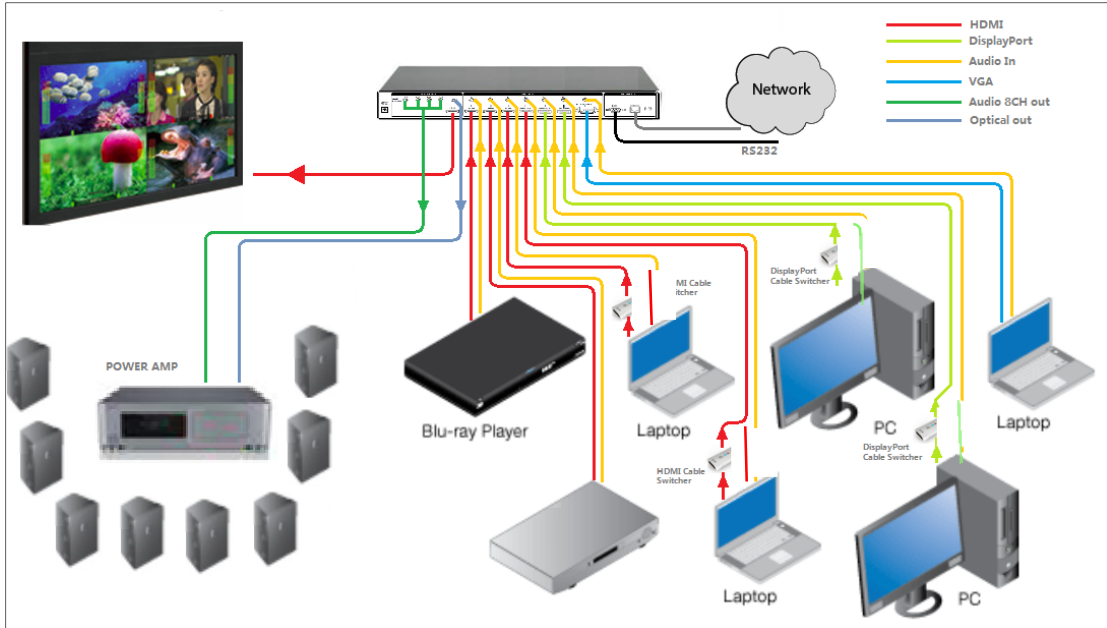 HDMI
DisplayPort
Audio In
VGA
Audio 8CH out
Optical out
Network
RS232
DisplayPort
Cable Switcher
MI Cable
itcher
POWER AMP
Blu-ray Player
Laptop
PC
Laptop
DisplayPort
Cable Switcher
HDMI Cable
Switcher
Laptop
PC